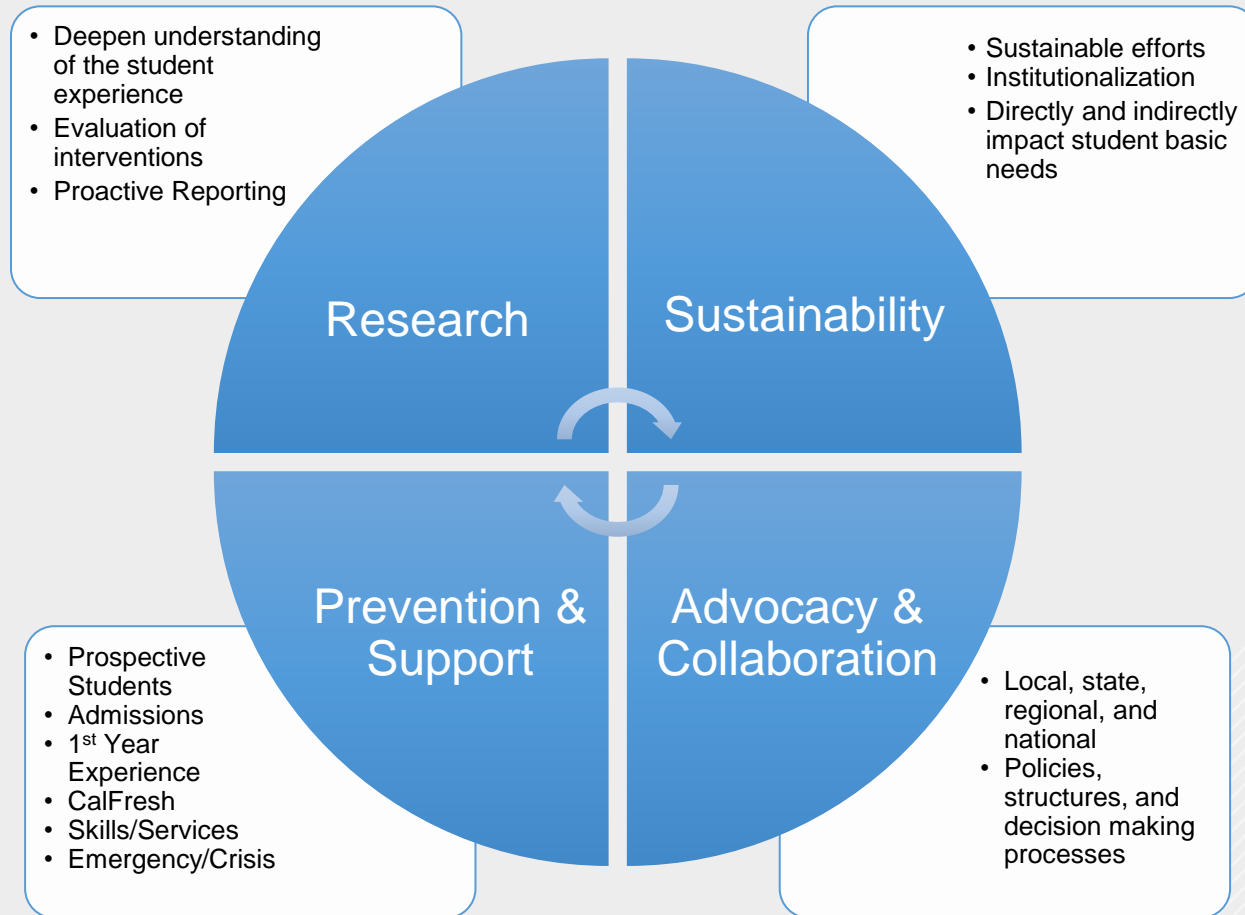 • Deepen understanding
of the student
experience
• Evaluation of
interventions
• Proactive Reporting
• Sustainable efforts
• Institutionalization
• Directly and indirectly
impact student basic
needs
Research
Sustainability
Prevention &
Support
Advocacy &
Collaboration
• Prospective
Students
• Admissions
• 1st Year
Experience
• CalFresh
• Skills/Services
• Emergency/Crisis
• Local, state,
regional, and
national
• Policies,
structures, and
decision making
processes